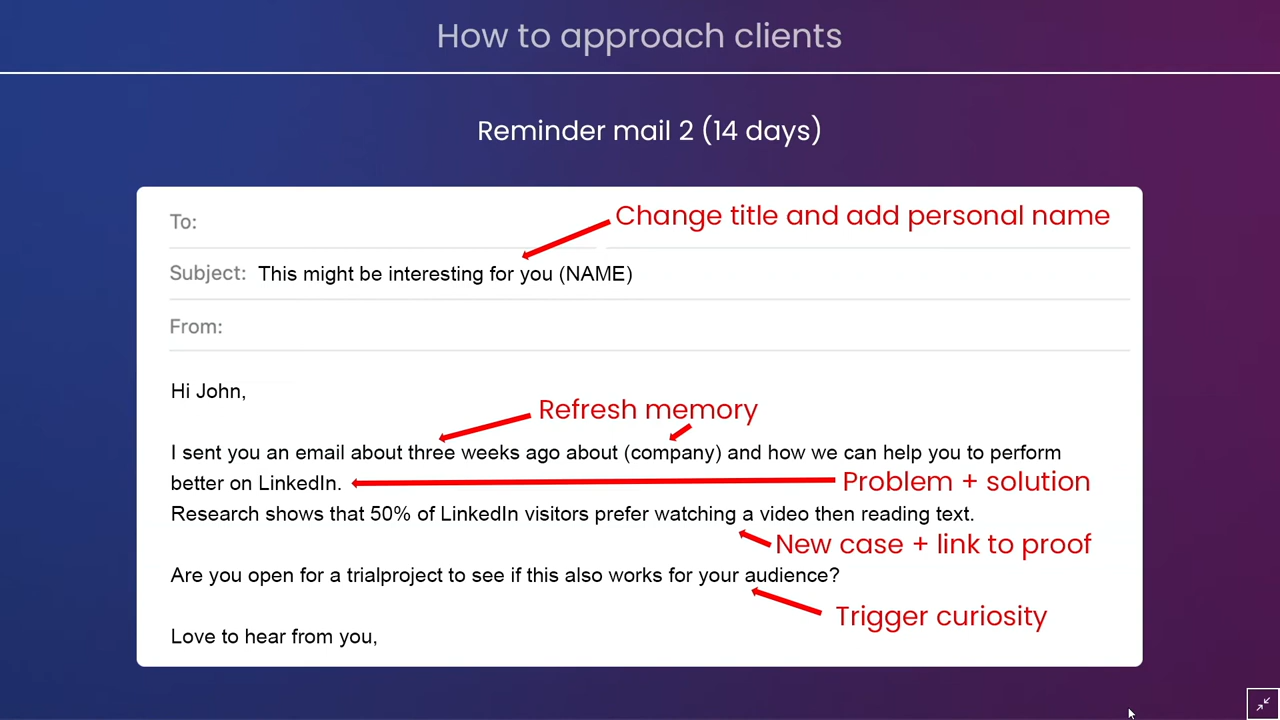 How to approach clients
Reminder mail 2 (14 days)
To:
Change title and add personal name
Subject: This might be interesting for you (NAME)
From:
Hi John,
Refresh memory
I sent you an email about three weeks ago about (company) and how we can help you to perform
better on LinkedIn.
Problem + solution
Research shows that 50% of LinkedIn visitors prefer watching a video then reading text.
New case + link to proof
Are you open for a trialproject to see if this also works for your audience?
Trigger curiosity
Love to hear from you,